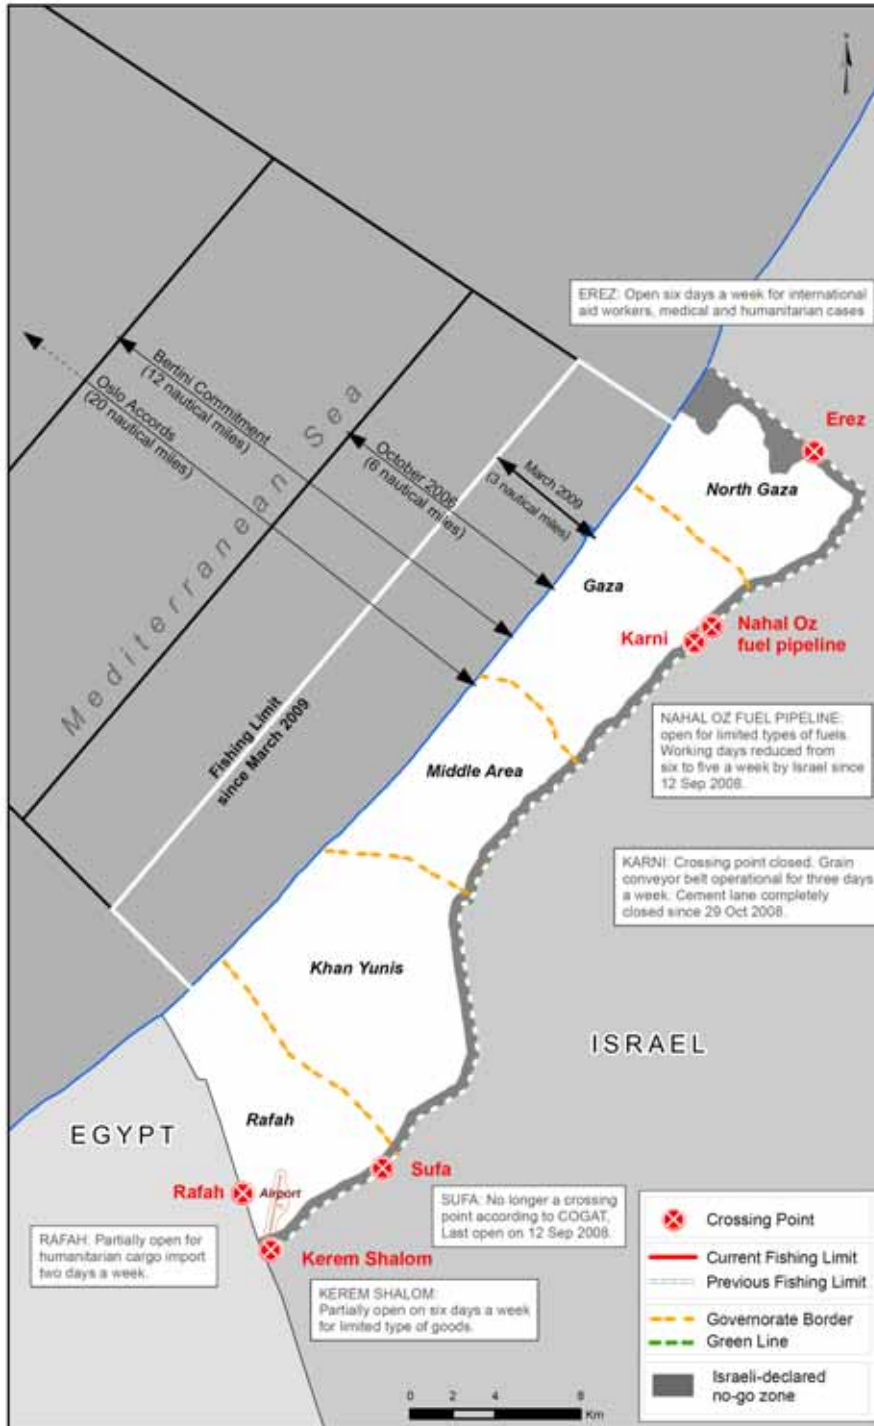 N
EREZ: Open six days a week for international
aid workers, medical and humanitarian cases
Bertini Commitment
(12 nautical miles)
Oslo Accords
(20 nautical miles)
October 2006
(6 nautical miles)
March 2009
(3 nautical miles)
Mediterranean Sea
Fishing Limit
since March 2009
Erez
North Gaza
Gaza
Karni
Nahal Oz
fuel pipeline
NAHAL OZ FUEL PIPELINE:
open for limited types of fuels.
Working days reduced from
six to five a week by Israel since
12 Sep 2008.
Middle Area
KARNI: Crossing point closed. Grain
conveyor belt operational for three days
a week. Cement lane completely
closed since 29 Oct 2008.
Khan Yunis
ISRAEL
EGYPT
Rafah
Sufa
Rafah
Airport
SUFA: No longer a crossing
point according to COGAT,
Last open on 12 Sep 2008.
RAFAH: Partially open for
humanitarian cargo import
two days a week.
Kerem Shalom
KEREM SHALOM:
Partially open on six days a week
for limited type of goods.
Crossing Point
Current Fishing Limit
Previous Fishing Limit
Governorate Border
Green Line
Israeli-declared
no-go zone
0 2 4 8
Km